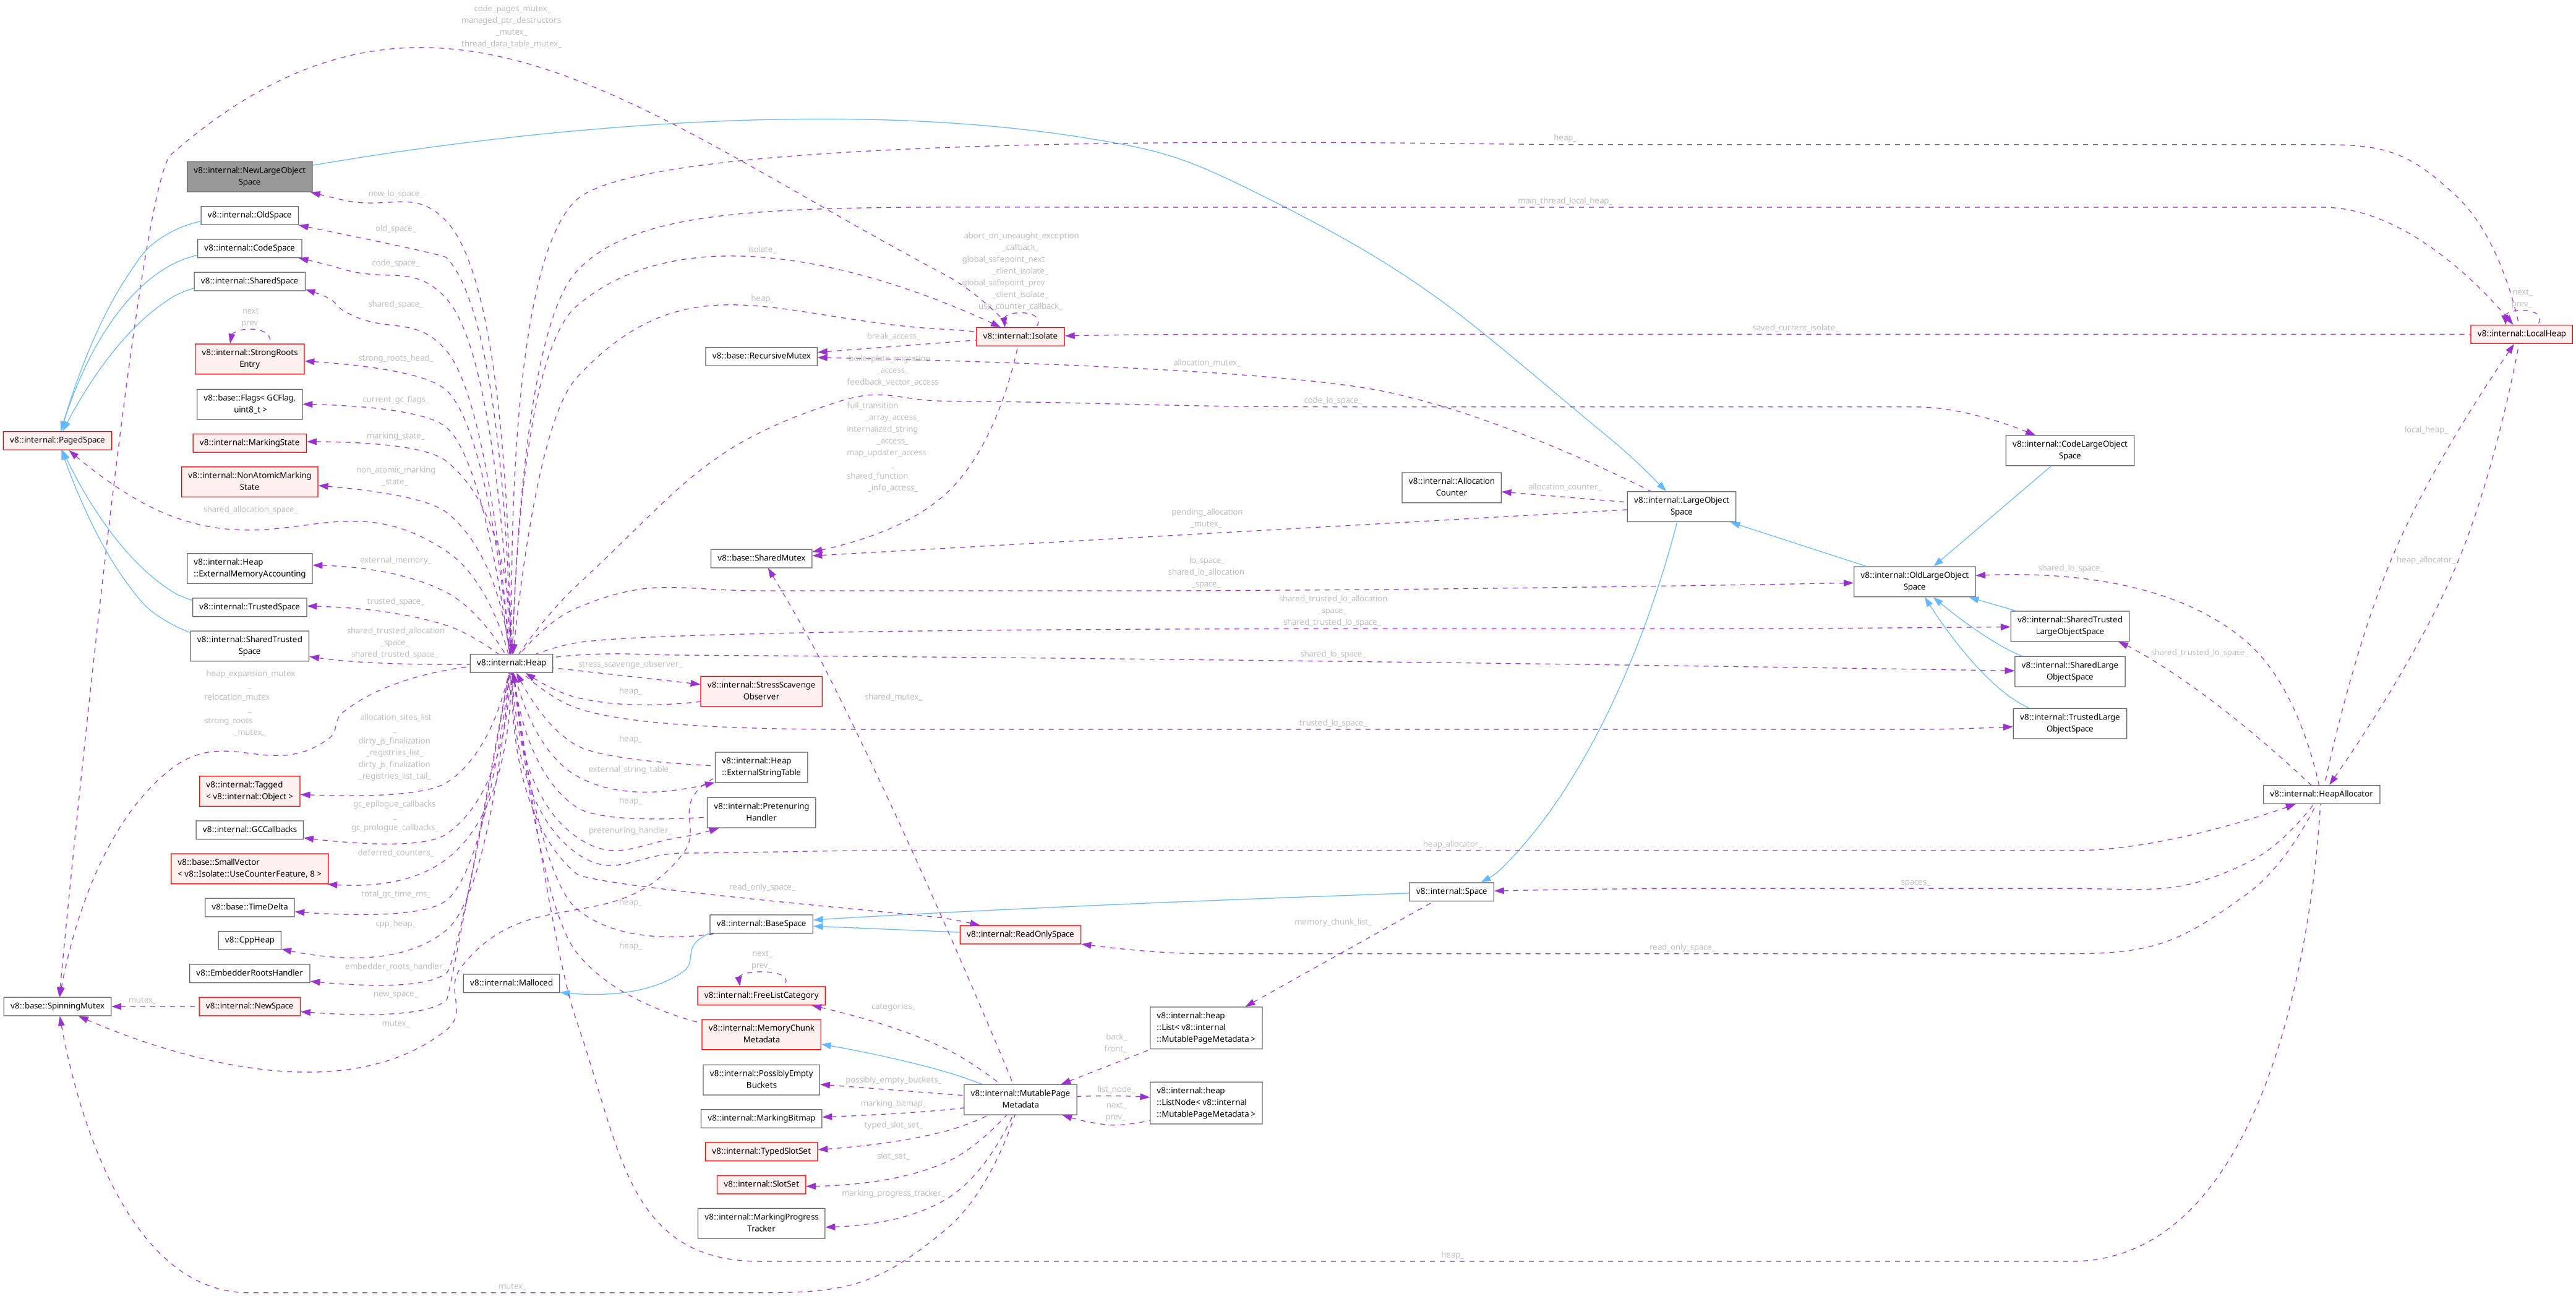 code_pages_mutex_
managed_ptr_destructors
_mutex_
thread_data_table_mutex_
heap_
v8::internal::NewLargeObject
Space
new_lo_space_
main_thread_local_heap_
v8::internal::OldSpace
old_space_
v8::internal::CodeSpace
code_space_
isolate_
abort_on_uncaught_exception
_callback_
global_safepoint_next
_client_isolate_
global_safepoint_prev
_client_isolate_
use_counter_callback_
v8::internal::SharedSpace
shared_space_
heap_
next_
prev_
next
prev
v8::internal::StrongRoots
Entry
strong_roots_head_
v8::base::RecursiveMutex
break_access_
v8::internal::Isolate
saved_current_isolate_
v8::internal::LocalHeap
boilerplate_migration
_access_
feedback_vector_access
_
full_transition
_array_access_
internalized_string
_access_
map_updater_access
_
shared_function
_info_access_
allocation_mutex_
v8::base::Flags< GCFlag,
uint8_t >
current_gc_flags_
code_lo_space_
v8::internal::PagedSpace
v8::internal::MarkingState
marking_state_
v8::internal::CodeLargeObject
Space
local_heap_
v8::internal::NonAtomicMarking
State
non_atomic_marking
_state_
v8::internal::Allocation
Counter
allocation_counter_
v8::internal::LargeObject
Space
shared_allocation_space_
pending_allocation
_mutex_
v8::internal::Heap
::ExternalMemoryAccounting
external_memory_
v8::base::SharedMutex
lo_space_
shared_lo_allocation
_space_
v8::internal::OldLargeObject
Space
shared_lo_space_
heap_allocator_
v8::internal::TrustedSpace
trusted_space_
shared_trusted_lo_allocation
_space_
shared_trusted_lo_space_
v8::internal::SharedTrusted
LargeObjectSpace
v8::internal::SharedTrusted
Space
shared_trusted_allocation
_space_
shared_trusted_space_
v8::internal::Heap
stress_scavenge_observer_
shared_lo_space_
v8::internal::SharedLarge
ObjectSpace
shared_trusted_lo_space_
heap_expansion_mutex
_
relocation_mutex
_
strong_roots
_mutex_
heap_
v8::internal::StressScavenge
Observer
shared_mutex_
trusted_lo_space_
v8::internal::TrustedLarge
ObjectSpace
allocation_sites_list
_
dirty_js_finalization
_registries_list_
dirty_js_finalization
_registries_list_tail_
v8::internal::Tagged
< v8::internal::Object >
heap_
external_string_table_
v8::internal::Heap
::ExternalStringTable
v8::internal::HeapAllocator
v8::internal::GCCallbacks
gc_epilogue_callbacks
_
gc_prologue_callbacks_
heap_
pretenuring_handler_
v8::internal::Pretenuring
Handler
heap_allocator_
v8::base::SmallVector
< v8::Isolate::UseCounterFeature, 8 >
deferred_counters_
read_only_space_
v8::internal::Space
spaces_
v8::base::TimeDelta
total_gc_time_ms_
heap_
v8::internal::BaseSpace
v8::internal::ReadOnlySpace
memory_chunk_list_
read_only_space_
v8::CppHeap
cpp_heap_
heap_
v8::EmbedderRootsHandler
embedder_roots_handler_
v8::internal::Malloced
next_
prev_
v8::internal::FreeListCategory
categories_
v8::base::SpinningMutex
mutex_
v8::internal::NewSpace
new_space_
mutex_
v8::internal::MemoryChunk
Metadata
v8::internal::heap
::List< v8::internal
::MutablePageMetadata >
back_
front_
v8::internal::PossiblyEmpty
Buckets
possibly_empty_buckets_
v8::internal::MutablePage
Metadata
list_node_
next_
prev_
v8::internal::heap
::ListNode< v8::internal
::MutablePageMetadata >
v8::internal::MarkingBitmap
marking_bitmap_
v8::internal::TypedSlotSet
typed_slot_set_
v8::internal::SlotSet
slot_set_
v8::internal::MarkingProgress
Tracker
marking_progress_tracker_
heap_
mutex_